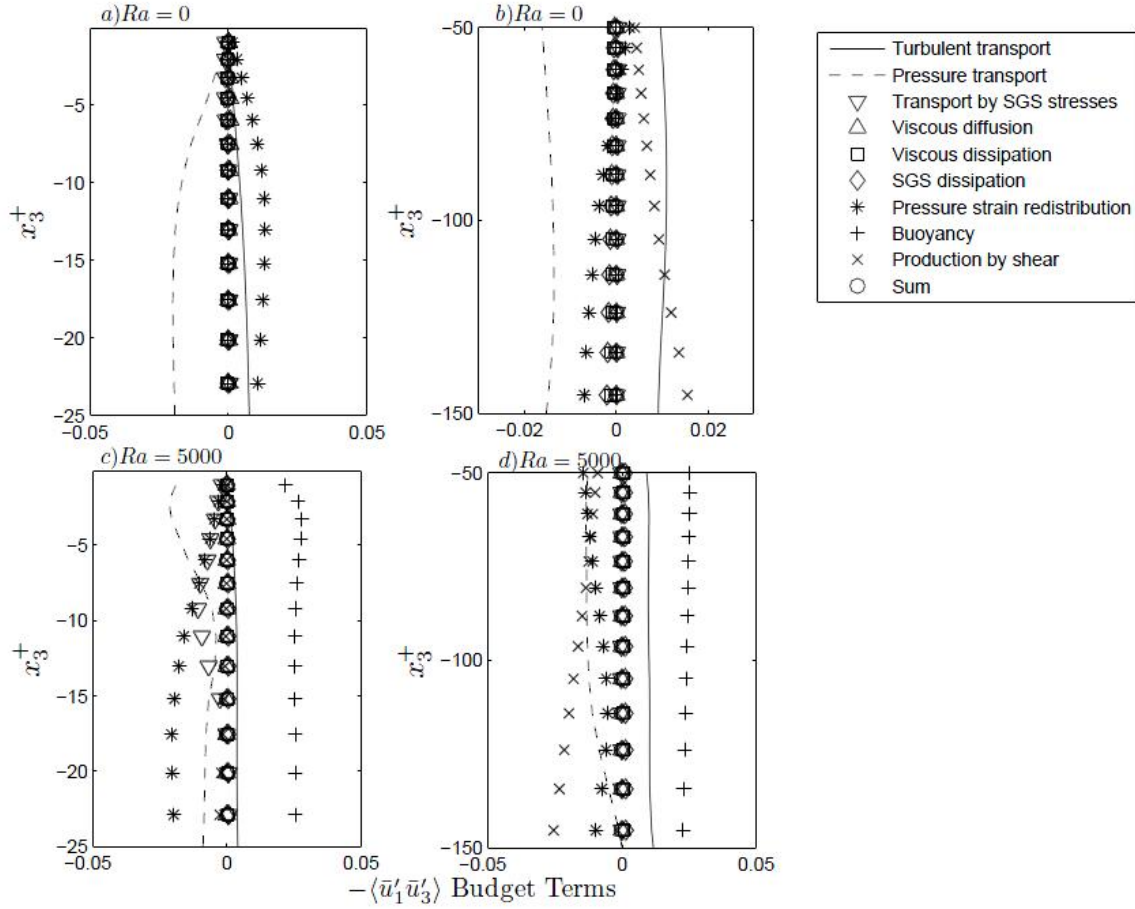 a)Ra = 0
b)Ra = 0
−5
−10
−15
−20
−25
−0.05
0
0.05
x₃⁺
−50
−100
−150
−0.02
0
0.02
x₃⁺
Turbulent transport
Pressure transport
Transport by SGS stresses
Viscous diffusion
Viscous dissipation
SGS dissipation
Pressure strain redistribution
Buoyancy
Production by shear
Sum
c)Ra = 5000
d)Ra = 5000
−5
−10
−15
−20
−25
−0.05
0
0.05
x₃⁺
−50
−100
−150
−0.05
0
0.05
x₃⁺
−⟨ū′₁ū′₃⟩ Budget Terms